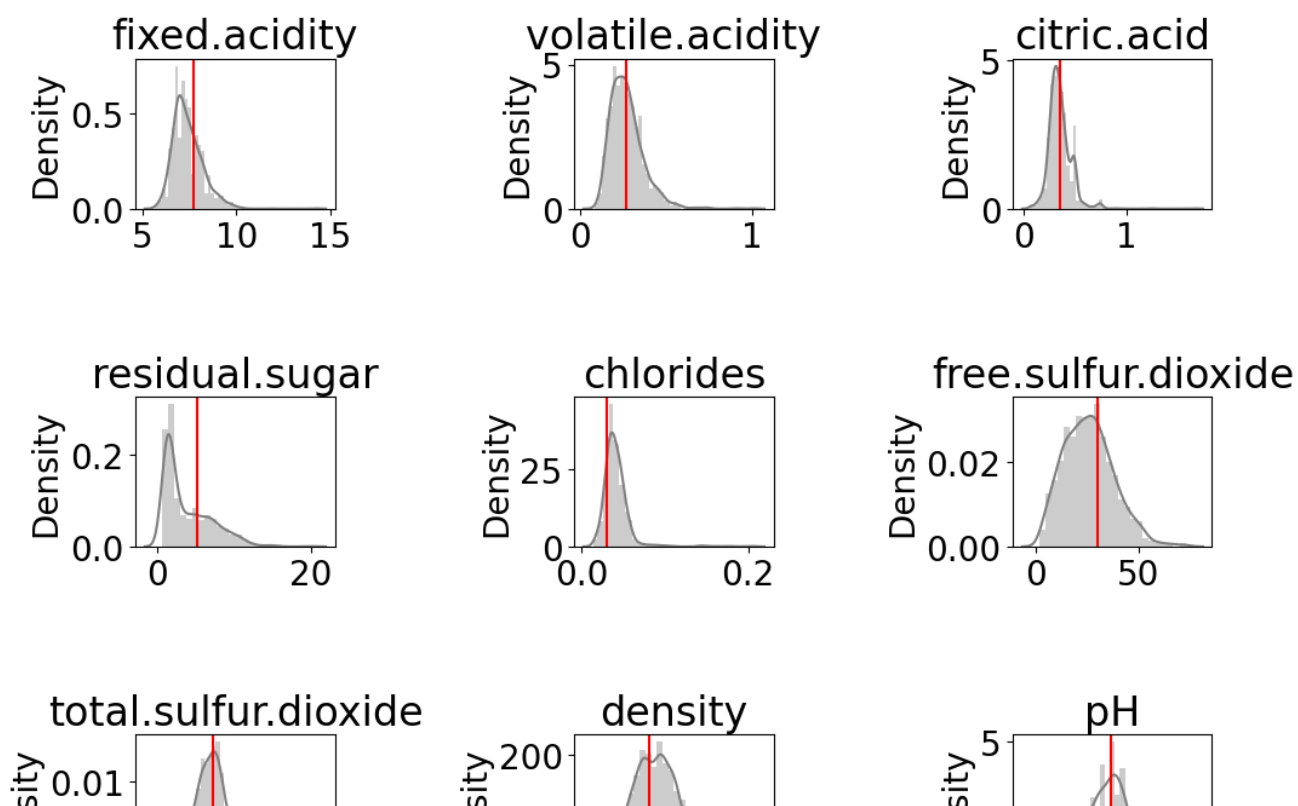 fixed.acidity
volatile.acidity
citric.acid
Density
0.5
0.0
5
10
15
Density
5
0
0
1
Density
5
0
0
1
residual.sugar
chlorides
free.sulfur.dioxide
Density
0.2
0.0
0
20
Density
25
0
0.0
0.2
Density
0.02
0.00
0
50
total.sulfur.dioxide
density
pH
sity
0.01
sity
200
sity
5